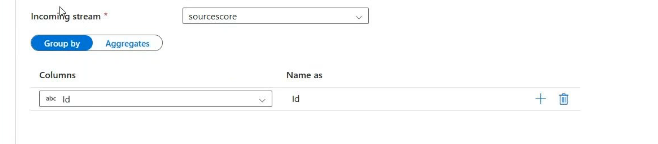 Incoming stream * sourcescore
Group by Aggregates
Columns Name as
abc Id Id